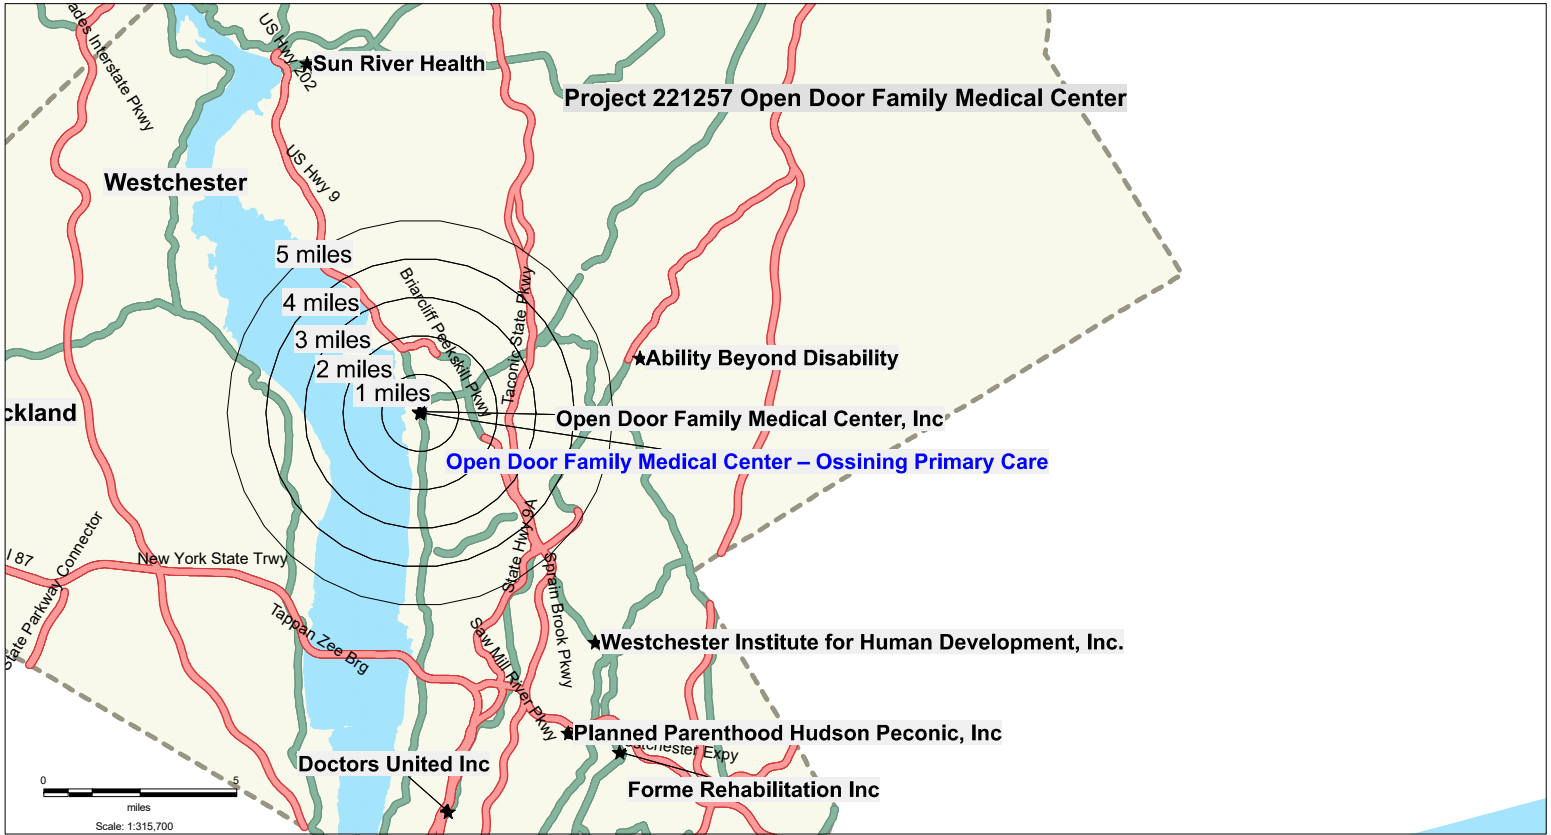 ades Interstate Pkwy
US Hwy 202
Sun River Health
Project 221257 Open Door Family Medical Center
US Hwy 9
Westchester
5 miles
4 miles
3 miles
2 miles
1 miles
Briarcliff Peekskill Pkwy
Taconic State Pkwy
Ability Beyond Disability
ckland
Open Door Family Medical Center, Inc
Open Door Family Medical Center – Ossining Primary Care
I 87
State Parkway Connector
New York State Trwy
State Hwy 9A
Sprain Brook Pkwy
Tappan Zee Brg
Saw Mill River Pkwy
Westchester Institute for Human Development, Inc.
Planned Parenthood Hudson Peconic, Inc
stchester Expy
Doctors United Inc
Forme Rehabilitation Inc
0 5
miles
Scale: 1:315,700